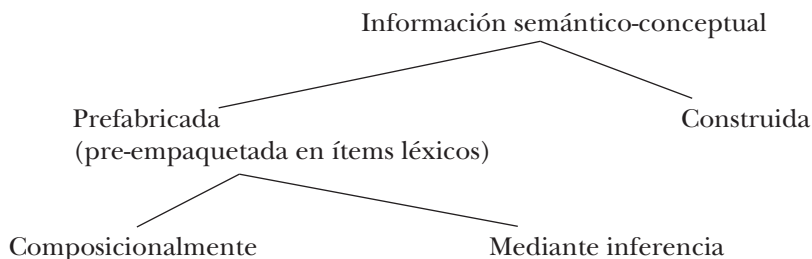 Información semántico-conceptual
Prefabricada
(pre-empaquetada en ítems léxicos)
Construida
Composicionalmente
Mediante inferencia